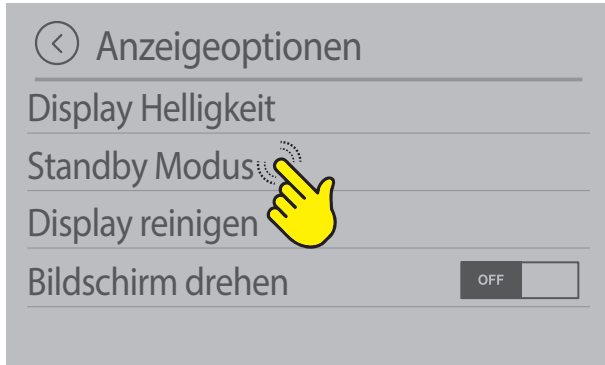 Anzeigeoptionen
Display Helligkeit
Standby Modus
Display reinigen
Bildschirm drehen OFF